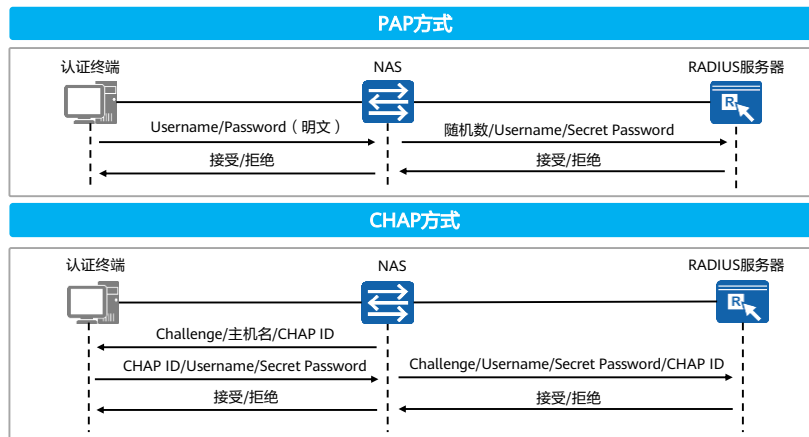 PAP方式
认证终端
NAS
RADIUS服务器
R
Username/Password（明文）
随机数/Username/Secret Password
接受/拒绝
接受/拒绝
CHAP方式
认证终端
NAS
RADIUS服务器
R
Challenge/主机名/CHAP ID
CHAP ID/Username/Secret Password
Challenge/Username/Secret Password/CHAP ID
接受/拒绝
接受/拒绝